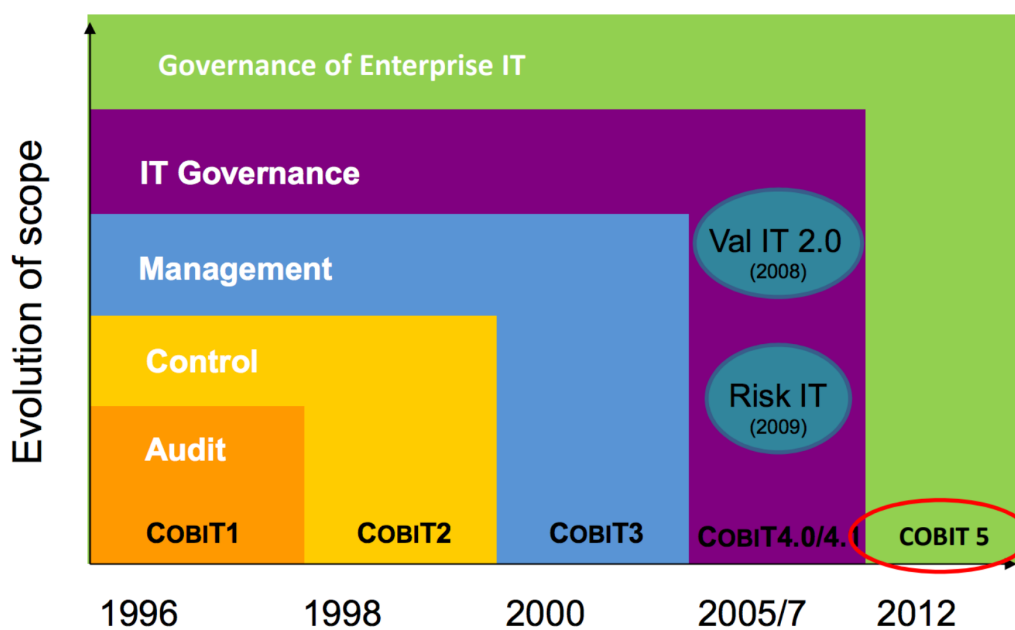 Governance of Enterprise IT
IT Governance
Val IT 2.0
(2008)
Management
Control
Risk IT
(2009)
Audit
COBIT1
COBIT2
COBIT3
COBIT4.0/4.1
COBIT 5
1996
1998
2000
2005/7
2012
Evolution of scope